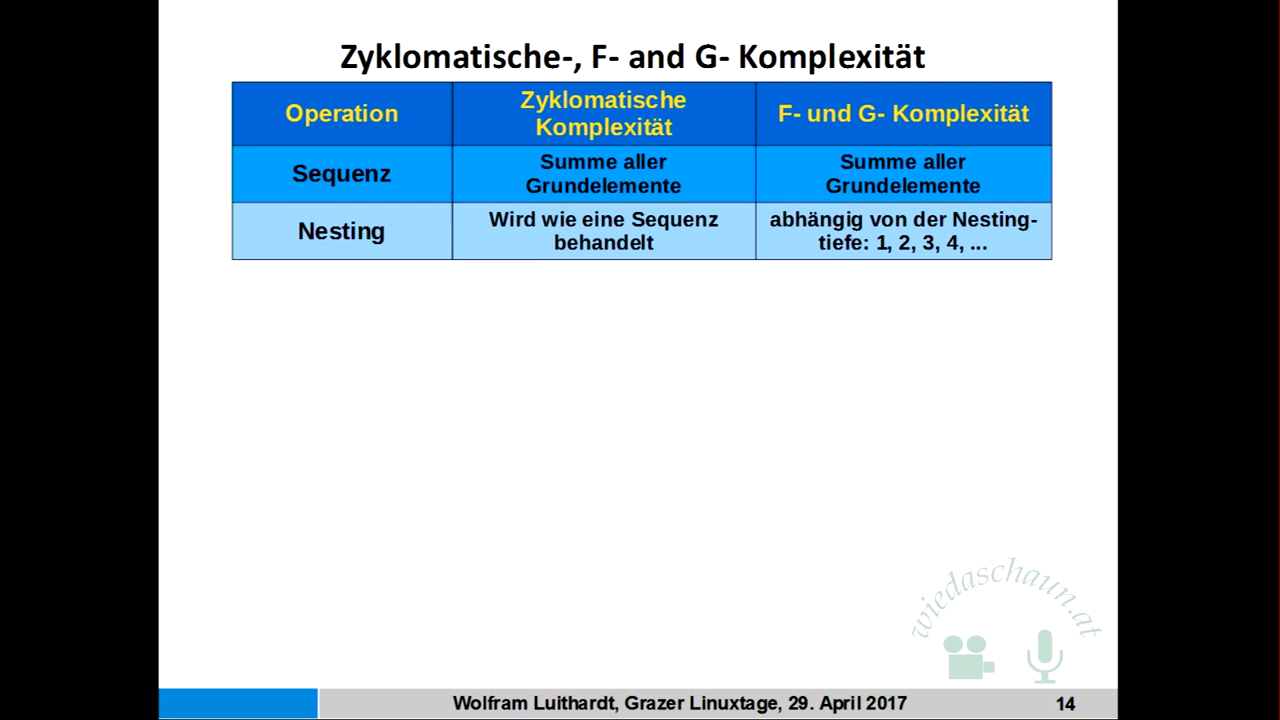 Zyklomatische-, F- and G- Komplexität
Operation
Zyklomatische
Komplexität
F- und G- Komplexität
Sequenz
Summe aller
Grundelemente
Summe aller
Grundelemente
Nesting
Wird wie eine Sequenz
behandelt
abhängig von der Nesting-
tiefe: 1, 2, 3, 4, ...
wiedaschaun.at
Wolfram Luithardt, Grazer Linuxtage, 29. April 2017
14